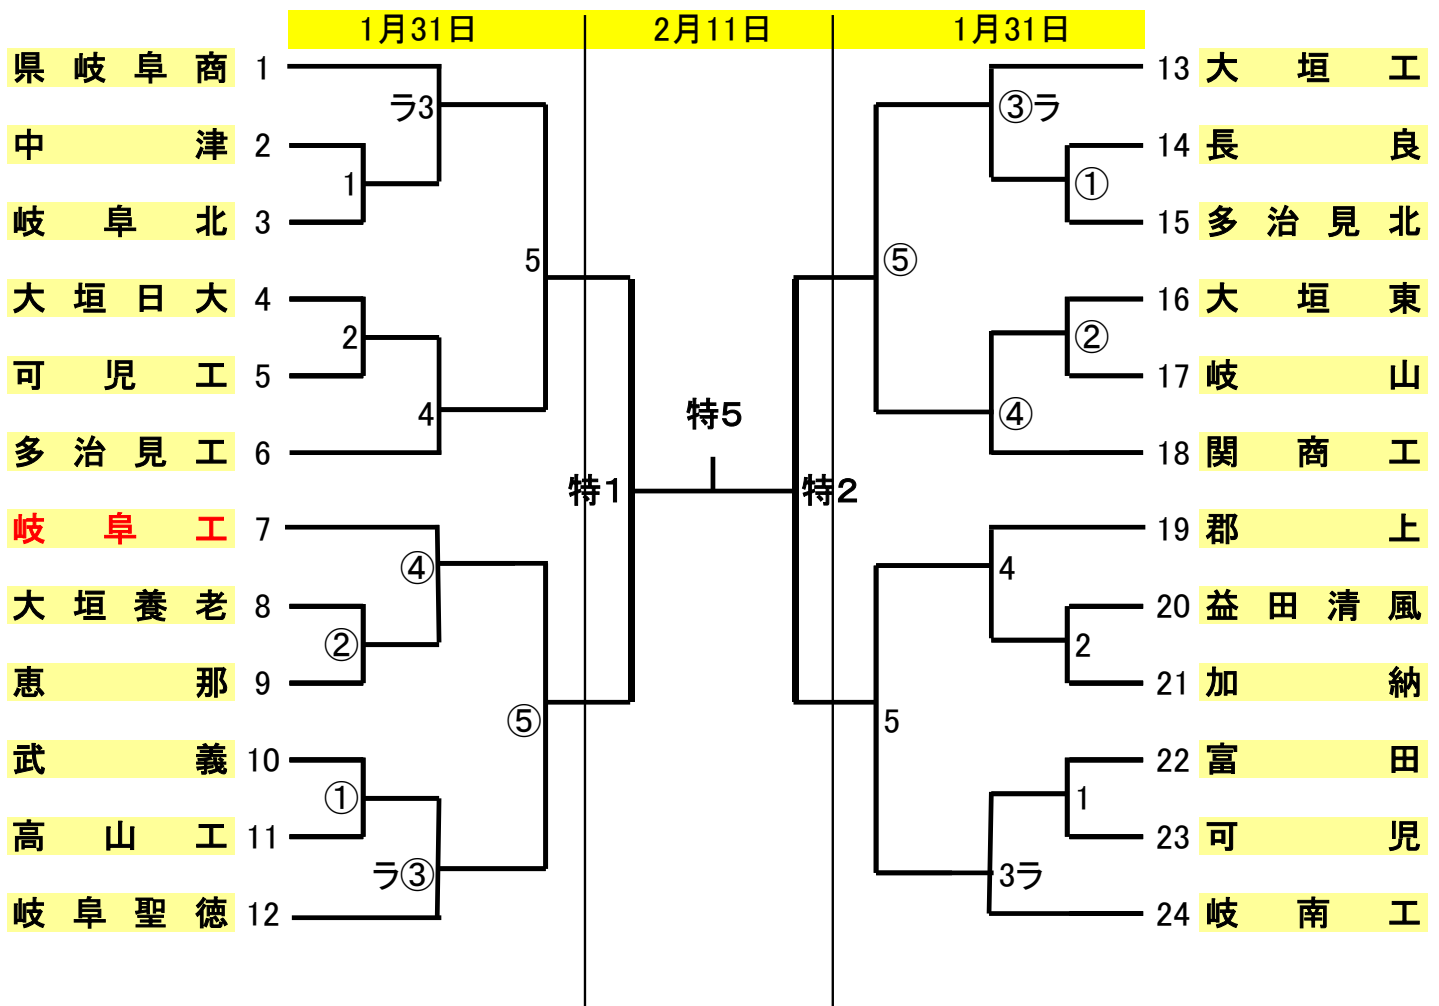 1月31日 2月11日 1月31日
県岐阜商 1 13 大垣工
ラ3 ③ラ
中津 2 14 長良
1 ①
岐阜北 3 15 多治見北
5 ⑤
大垣日大 4 16 大垣東
2 ②
可児工 5 17 岐山
4 特5 ④
多治見工 6 18 関商工
特1 特2
岐阜工 7 19 郡上
④ 4
大垣養老 8 20 益田清風
② 2
恵那 9 21 加納
⑤ 5
武義 10 22 富田
① 1
高山工 11 23 可児
ラ③ 3ラ
岐阜聖徳 12 24 岐南工